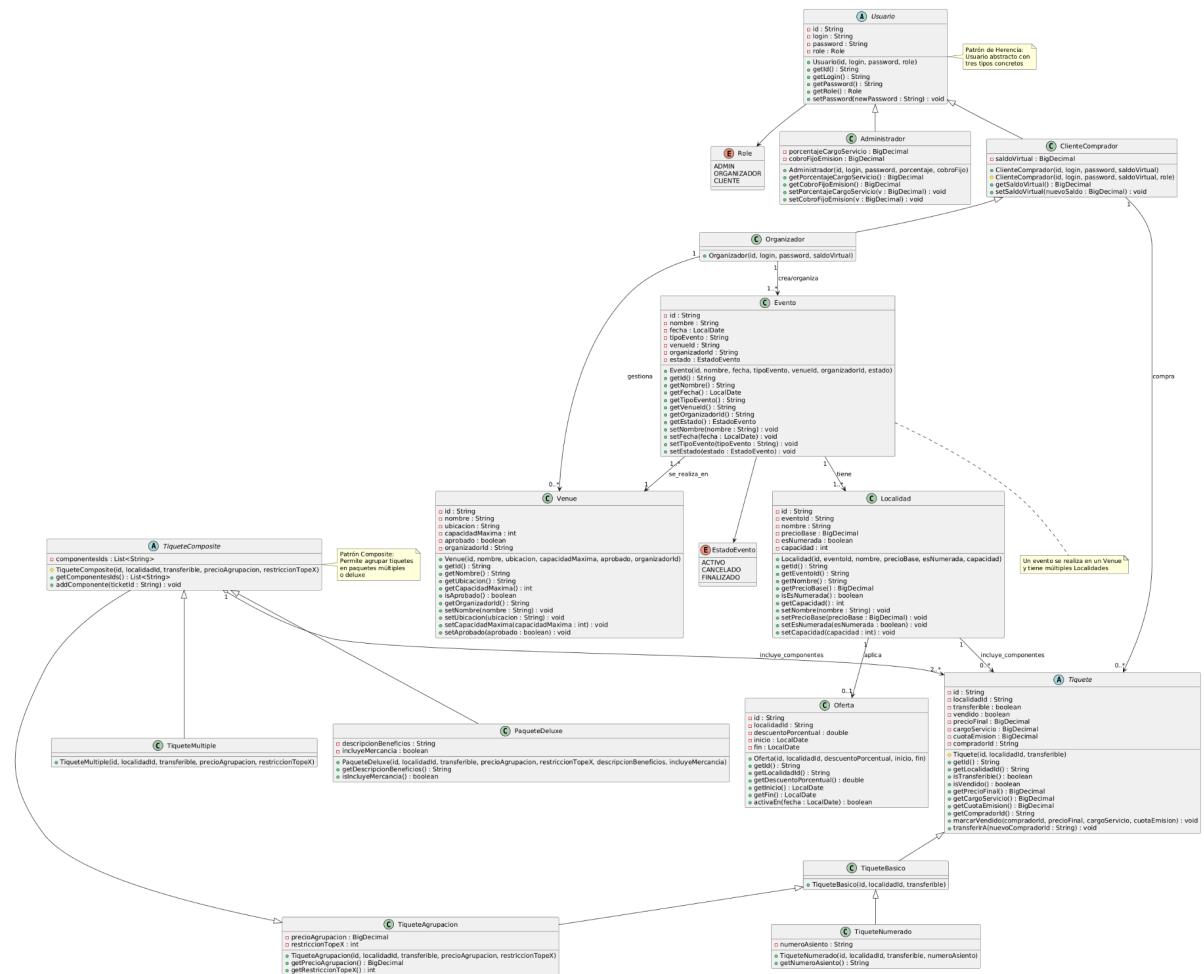 A Usuario
id : String
login : String
password : String
role : Role
Usuario(id, login, password, role)
getId() : String
getLogin() : String
getPassword() : String
getRole() : Role
setPassword(newPassword : String) : void
Patrón de Herencia:
Usuario abstracto con
tres tipos concretos
E Role
ADMIN
ORGANIZADOR
CLIENTE
C Administrador
porcentajeCargoServicio : BigDecimal
cobroFijoEmision : BigDecimal
Administrador(id, login, password, porcentaje, cobroFijo)
getPorcentajeCargoServicio() : BigDecimal
getCobroFijoEmision() : BigDecimal
setPorcentajeCargoServicio(v : BigDecimal) : void
setCobroFijoEmision(v : BigDecimal) : void
C ClienteComprador
saldoVirtual : BigDecimal
ClienteComprador(id, login, password, saldoVirtual)
ClienteComprador(id, login, password, saldoVirtual, role)
getSaldoVirtual() : BigDecimal
setSaldoVirtual(nuevoSaldo : BigDecimal) : void
1
C Organizador
Organizador(id, login, password, saldoVirtual)
1
1
crea/organiza
1..*
C Evento
id : String
nombre : String
fecha : LocalDate
tipoEvento : String
venueId : String
organizadorId : String
estado : EstadoEvento
Evento(id, nombre, fecha, tipoEvento, venueId, organizadorId, estado)
getId() : String
getNombre() : String
getFecha() : LocalDate
getTipoEvento() : String
getVenueId() : String
getOrganizadorId() : String
getEstado() : EstadoEvento
setNombre(nombre : String) : void
setFecha(fecha : LocalDate) : void
setTipoEvento(tipoEvento : String) : void
setEstado(estado : EstadoEvento) : void
gestiona
compra
1..*
se_realiza_en
1
tiene
0..*
1
1..*
C Venue
id : String
nombre : String
ubicacion : String
capacidadMaxima : int
aprobado : boolean
organizadorId : String
Venue(id, nombre, ubicacion, capacidadMaxima, aprobado, organizadorId)
getId() : String
getNombre() : String
getUbicacion() : String
getCapacidadMaxima() : int
isAprobado() : boolean
getOrganizadorId() : String
setNombre(nombre : String) : void
setUbicacion(ubicacion : String) : void
setCapacidadMaxima(capacidadMaxima : int) : void
setAprobado(aprobado : boolean) : void
E EstadoEvento
ACTIVO
CANCELADO
FINALIZADO
C Localidad
id : String
eventoId : String
nombre : String
precioBase : BigDecimal
esNumerada : boolean
capacidad : int
Localidad(id, eventoId, nombre, precioBase, esNumerada, capacidad)
getId() : String
getEventoId() : String
getNombre() : String
getPrecioBase() : BigDecimal
isEsNumerada() : boolean
getCapacidad() : int
setNombre(nombre : String) : void
setPrecioBase(precioBase : BigDecimal) : void
setEsNumerada(esNumerada : boolean) : void
setCapacidad(capacidad : int) : void
Un evento se realiza en un Venue
y tiene múltiples Localidades
A TiqueteComposite
componentesIds : List<String>
TiqueteComposite(id, localidadId, transferible, precioAgrupacion, restriccionTopeX)
getComponentesIds() : List<String>
addComponente(ticketId : String) : void
Patrón Composite:
Permite agrupar tiquetes
en paquetes múltiples
o deluxe
1
incluye_componentes
2..*
1
aplica
0..1
1
incluye_componentes
0..*
0..*
A Tiquete
id : String
localidadId : String
transferible : boolean
vendido : boolean
precioFinal : BigDecimal
cargoServicio : BigDecimal
cuotaEmision : BigDecimal
compradorId : String
Tiquete(id, localidadId, transferible)
getId() : String
getLocalidadId() : String
isTransferible() : boolean
isVendido() : boolean
getPrecioFinal() : BigDecimal
getCargoServicio() : BigDecimal
getCuotaEmision() : BigDecimal
getCompradorId() : String
marcarVendido(compradorId, precioFinal, cargoServicio, cuotaEmision) : void
transferirA(nuevoCompradorId : String) : void
C Oferta
id : String
localidadId : String
descuentoPorcentual : double
inicio : LocalDate
fin : LocalDate
Oferta(id, localidadId, descuentoPorcentual, inicio, fin)
getId() : String
getLocalidadId() : String
getDescuentoPorcentual() : double
getInicio() : LocalDate
getFin() : LocalDate
activaEn(fecha : LocalDate) : boolean
C TiqueteMultiple
TiqueteMultiple(id, localidadId, transferible, precioAgrupacion, restriccionTopeX)
C PaqueteDeluxe
descripcionBeneficios : String
incluyeMercancia : boolean
PaqueteDeluxe(id, localidadId, transferible, precioAgrupacion, restriccionTopeX, descripcionBeneficios, incluyeMercancia)
getDescripcionBeneficios() : String
isIncluyeMercancia() : boolean
C TiqueteBasico
TiqueteBasico(id, localidadId, transferible)
C TiqueteAgrupacion
precioAgrupacion : BigDecimal
restriccionTopeX : int
TiqueteAgrupacion(id, localidadId, transferible, precioAgrupacion, restriccionTopeX)
getPrecioAgrupacion() : BigDecimal
getRestriccionTopeX() : int
C TiqueteNumerado
numeroAsiento : String
TiqueteNumerado(id, localidadId, transferible, numeroAsiento)
getNumeroAsiento() : String